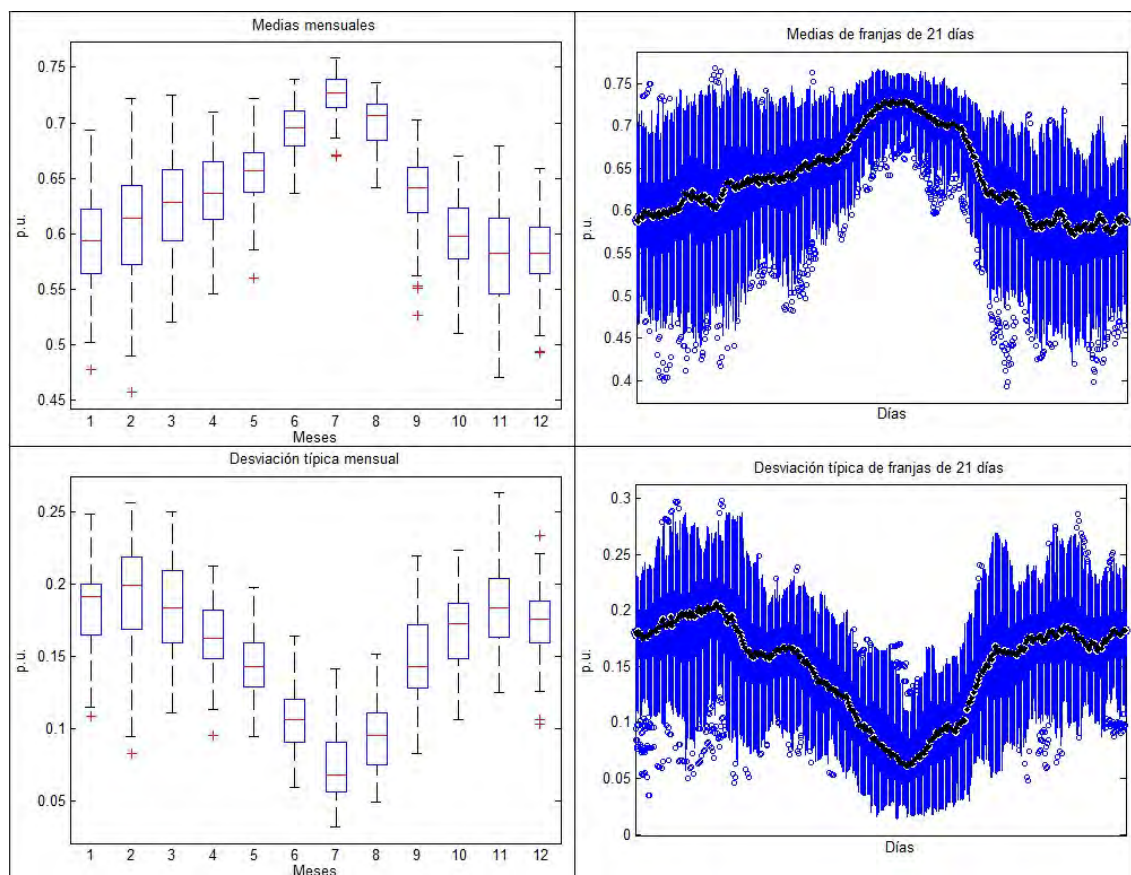 Medias mensuales
0.75
0.7
0.65
0.6
0.55
0.5
0.45
p.u.
1 2 3 4 5 6 7 8 9 10 11 12
Meses
Medias de franjas de 21 días
0.75
0.7
0.65
0.6
0.55
0.5
0.45
0.4
p.u.
Días
Desviación típica mensual
0.25
0.2
0.15
0.1
0.05
p.u.
1 2 3 4 5 6 7 8 9 10 11 12
Meses
Desviación típica de franjas de 21 días
0.3
0.25
0.2
0.15
0.1
0.05
0
p.u.
Días